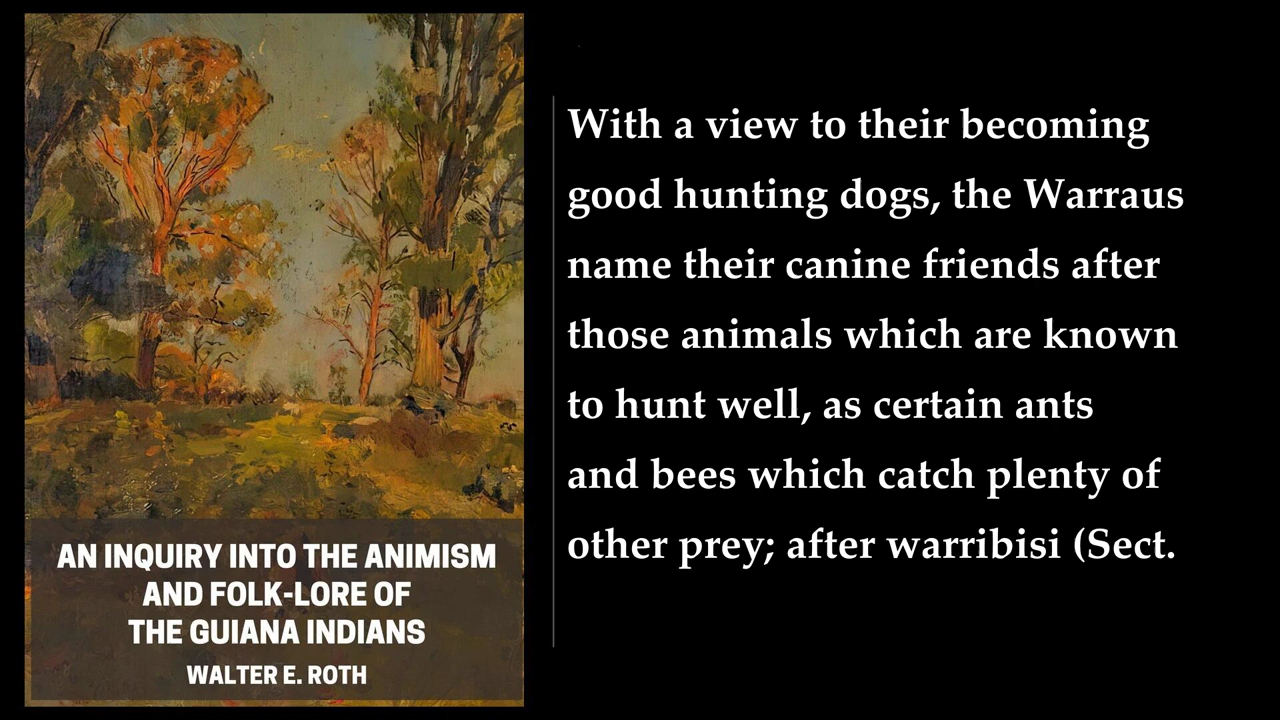 AN INQUIRY INTO THE ANIMISM
AND FOLK-LORE OF
THE GUIANA INDIANS
WALTER E. ROTH
With a view to their becoming
good hunting dogs, the Warraus
name their canine friends after
those animals which are known
to hunt well, as certain ants
and bees which catch plenty of
other prey; after warribisi (Sect.